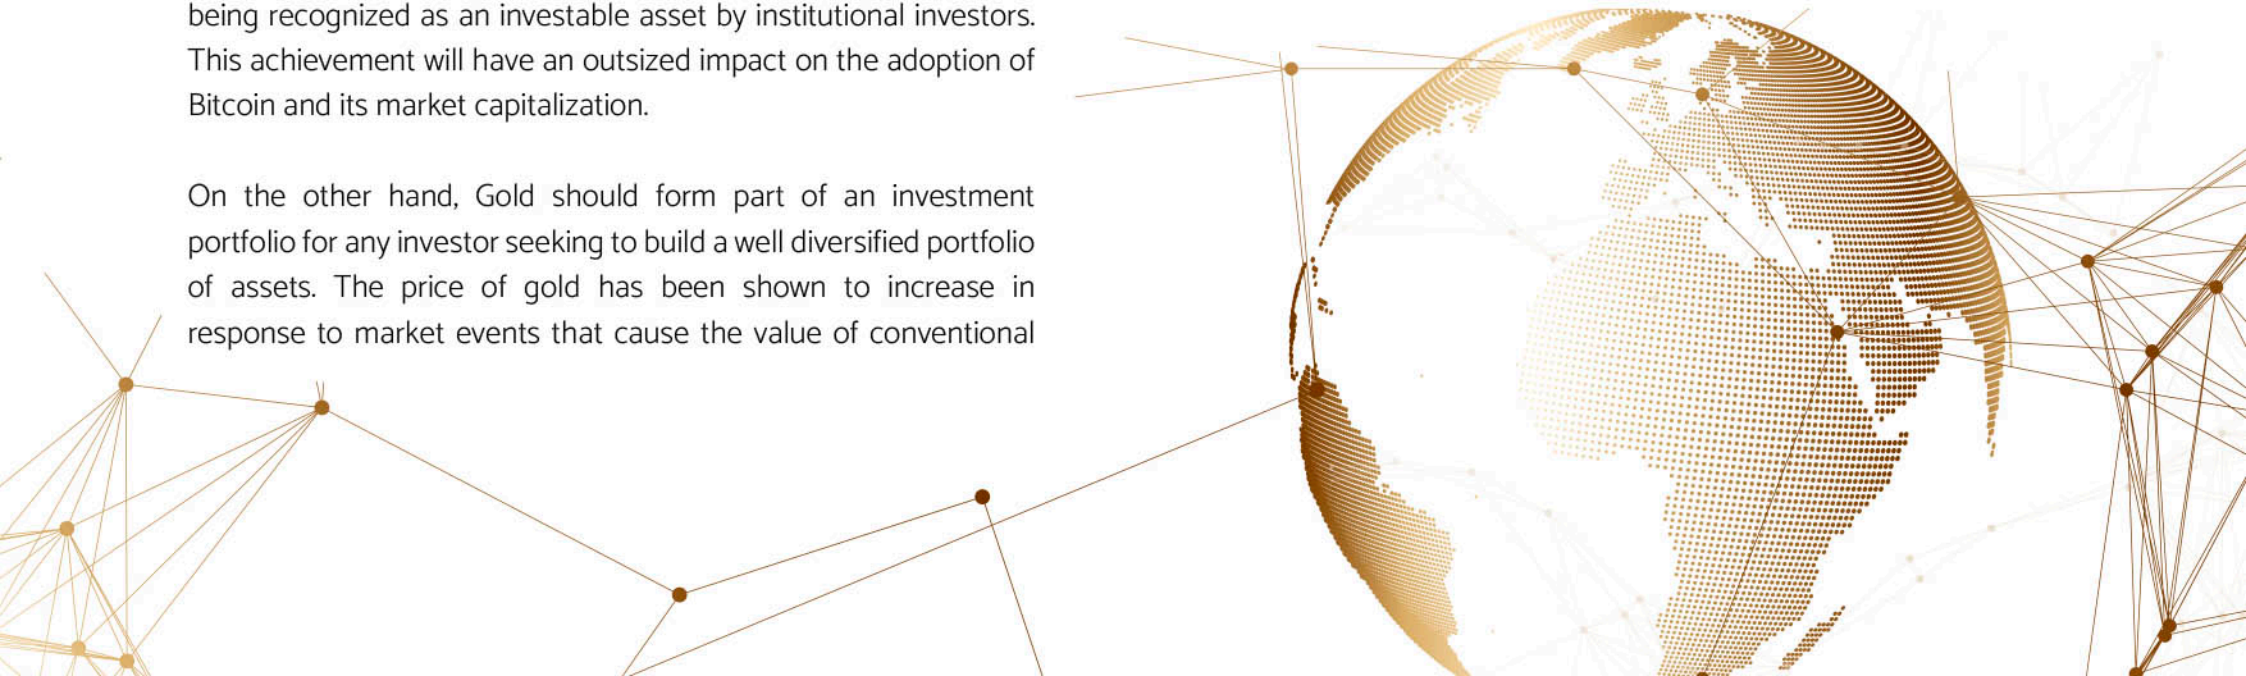 being recognized as an investable asset by institutional investors.
This achievement will have an outsized impact on the adoption of
Bitcoin and its market capitalization.
On the other hand, Gold should form part of an investment
portfolio for any investor seeking to build a well diversified portfolio
of assets. The price of gold has been shown to increase in
response to market events that cause the value of conventional